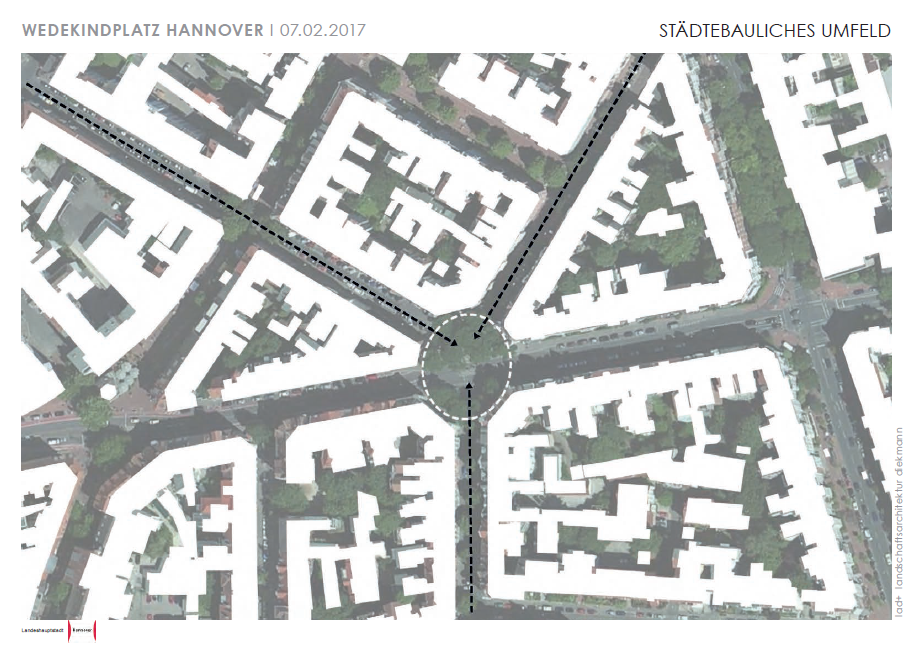 WEDEKINDPLATZ HANNOVER I 07.02.2017
STÄDTEBAULICHES UMFELD
lad+ landschaftsarchitektur diekmann
Landeshauptstadt Hannover